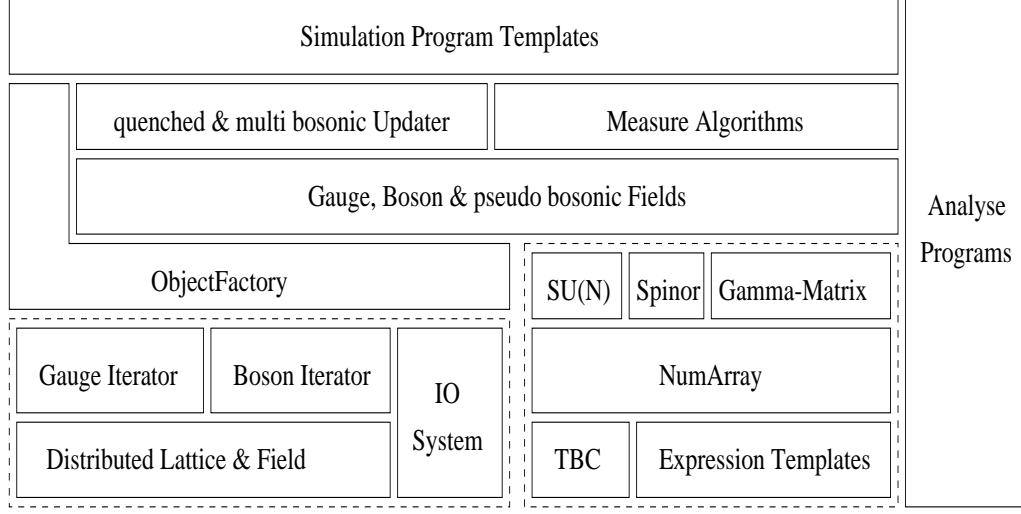 Simulation Program Templates
quenched & multi bosonic Updater
Measure Algorithms
Gauge, Boson & pseudo bosonic Fields
Analyse
Programs
ObjectFactory
SU(N)
Spinor
Gamma-Matrix
Gauge Iterator
Boson Iterator
IO
System
NumArray
Distributed Lattice & Field
TBC
Expression Templates